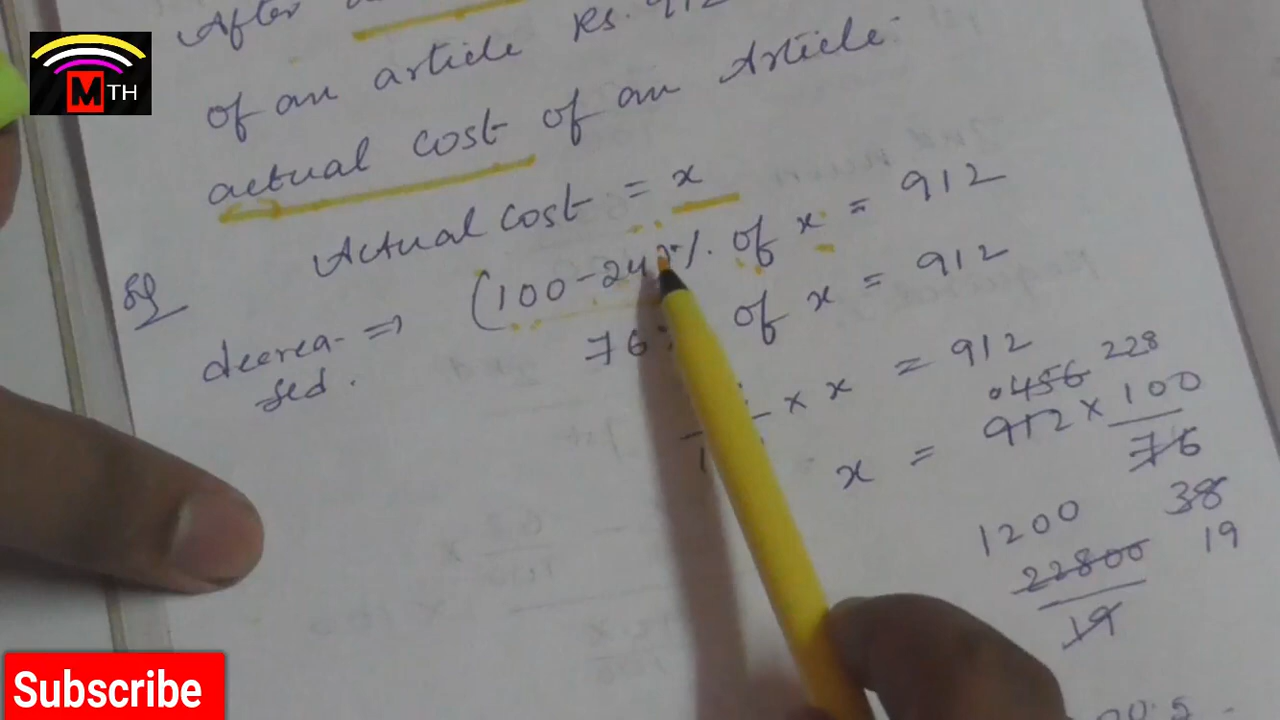 MTH
After
of an article Rs. 912
actual cost of an Article.
Actual cost = x
Sol
decrea- => (100-24)% of x = 912
sed.
76% of x = 912
× x = 912
0456 228
x = 912 × 100
76
1200 38
22800 19
19
Subscribe